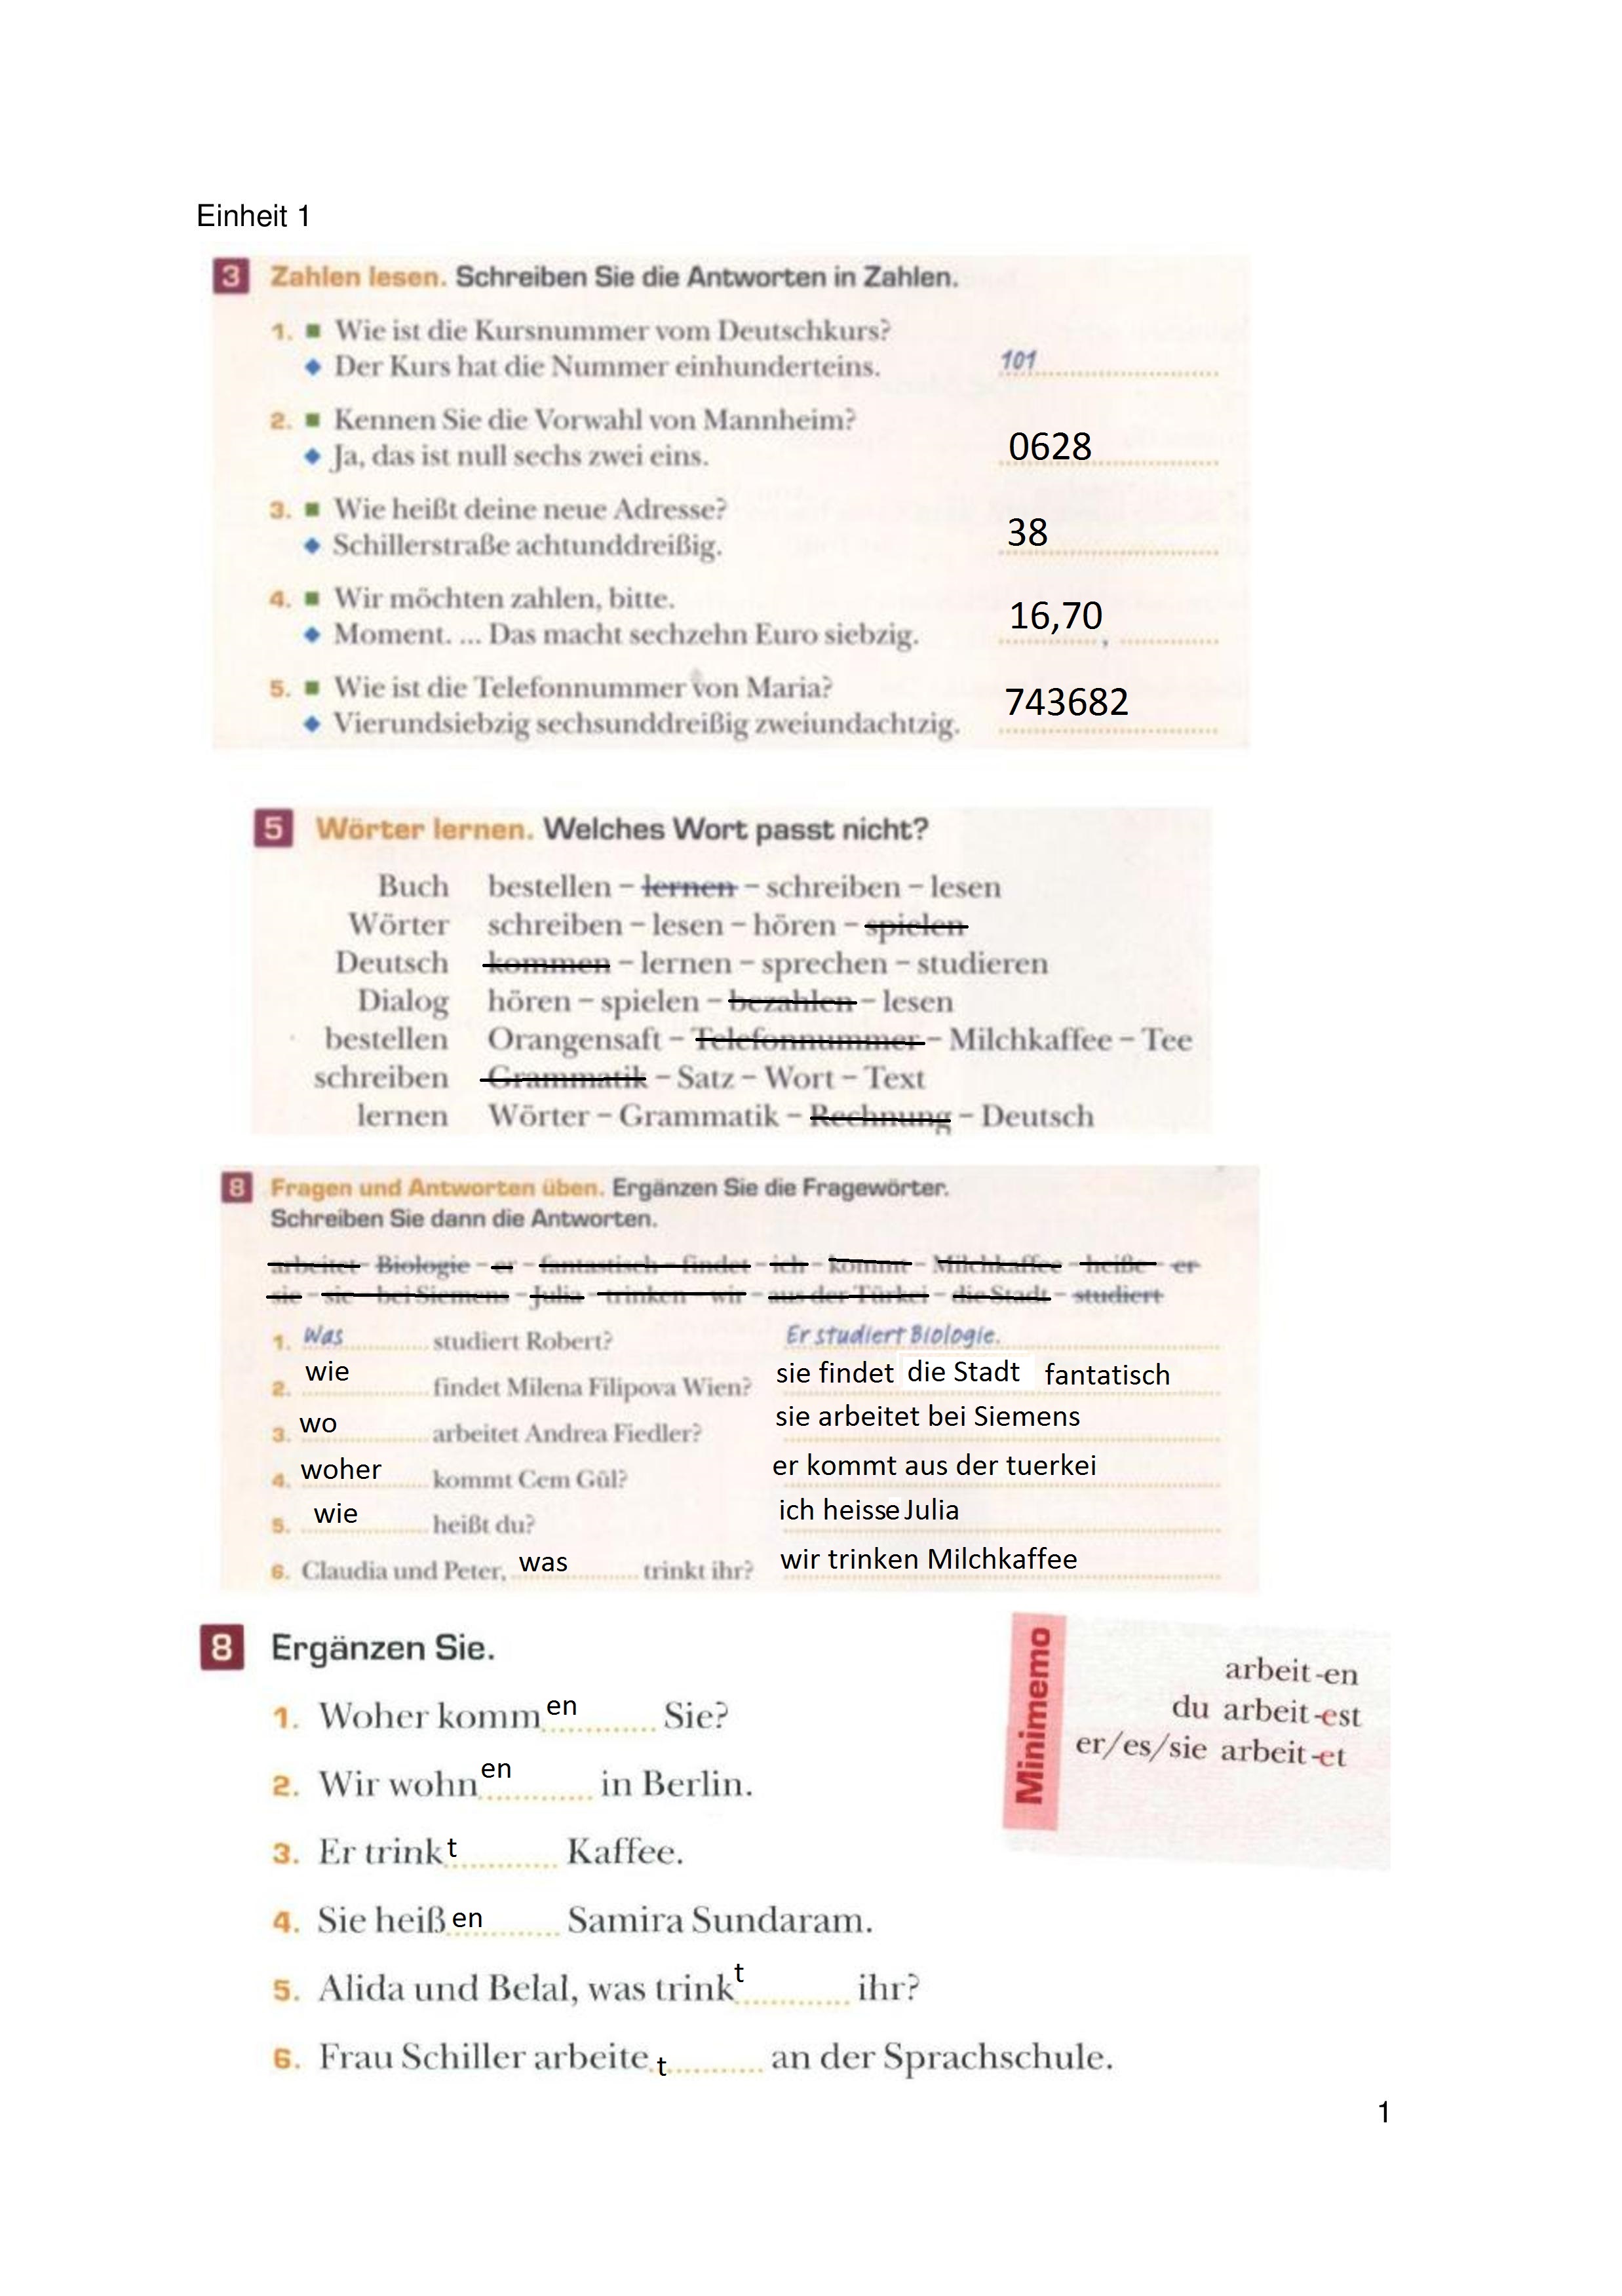 Einheit 1
3 Zahlen lesen. Schreiben Sie die Antworten in Zahlen.
1. Wie ist die Kursnummer vom Deutschkurs?
Der Kurs hat die Nummer einhunderteins. 101
2. Kennen Sie die Vorwahl von Mannheim?
Ja, das ist null sechs zwei eins. 0628
3. Wie heißt deine neue Adresse?
Schillerstraße achtunddreißig. 38
4. Wir möchten zahlen, bitte.
Moment. ... Das macht sechzehn Euro siebzig. 16,70
,
5. Wie ist die Telefonnummer von Maria?
Vierundsiebzig sechsunddreißig zweiundachtzig. 743682
5 Wörter lernen. Welches Wort passt nicht?
Buch bestellen – lernen – schreiben – lesen
Wörter schreiben – lesen – hören – spielen
Deutsch kommen – lernen – sprechen – studieren
Dialog hören – spielen – bezahlen – lesen
bestellen Orangensaft – Telefonnummer – Milchkaffee – Tee
schreiben Grammatik – Satz – Wort – Text
lernen Wörter – Grammatik – Rechnung – Deutsch
8 Fragen und Antworten üben. Ergänzen Sie die Fragewörter.
Schreiben Sie dann die Antworten.
arbeitet – Biologie – er – fantastisch – findet – ich – kommt – Milchkaffee – heiße – er
sie – sie – bei Siemens – Julia – trinken – wir – aus der Türkei – die Stadt – studiert
1. Was studiert Robert? Er studiert Biologie.
2. wie findet Milena Filipova Wien? sie findet die Stadt fantatisch
3. wo arbeitet Andrea Fiedler? sie arbeitet bei Siemens
4. woher kommt Cem Gül? er kommt aus der tuerkei
5. wie heißt du? ich heisse Julia
6. Claudia und Peter, was trinkt ihr? wir trinken Milchkaffee
8 Ergänzen Sie.
1. Woher kommen Sie?
2. Wir wohnen in Berlin.
3. Er trinkt Kaffee.
4. Sie heißen Samira Sundaram.
5. Alida und Belal, was trinkt ihr?
6. Frau Schiller arbeitet an der Sprachschule.
Minimemo
arbeit-en
du arbeit-est
er/es/sie arbeit-et
1